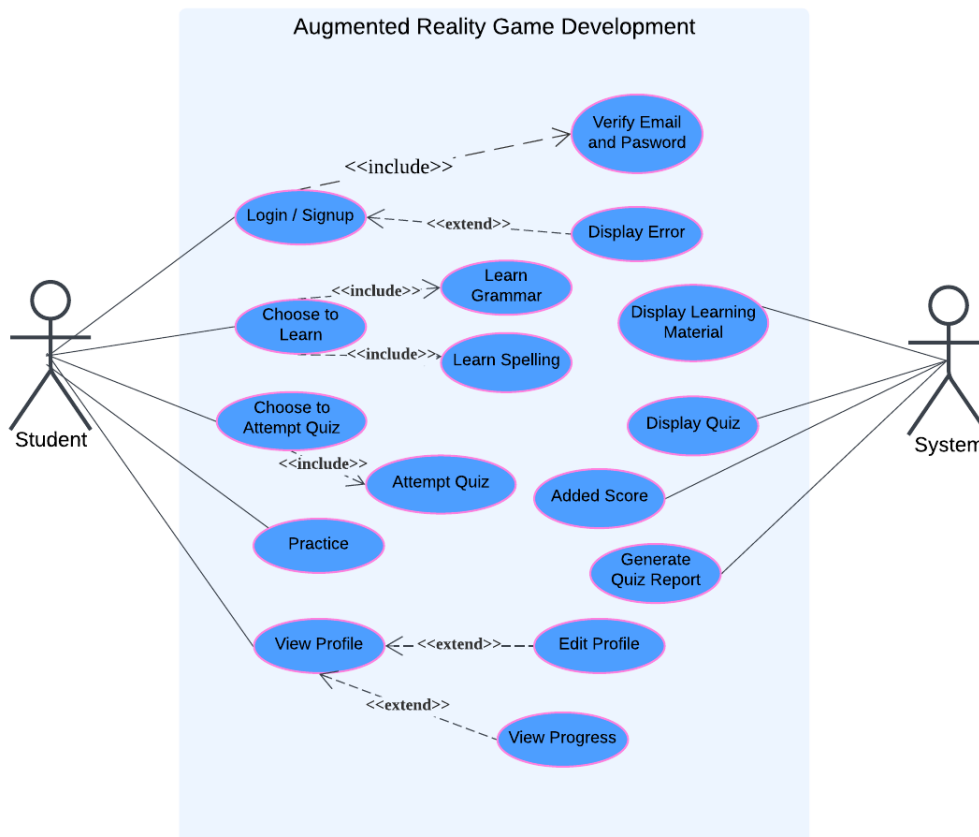 Augmented Reality Game Development
Verify Email
and Pasword
<<include>>
Login / Signup
<<extend>>
Display Error
Learn
Grammar
<<include>>
Choose to
Learn
Display Learning
Material
<<include>>
Learn Spelling
Student
Choose to
Attempt Quiz
Display Quiz
System
<<include>>
Attempt Quiz
Added Score
Practice
Generate
Quiz Report
View Profile
<<extend>>
Edit Profile
<<extend>>
View Progress